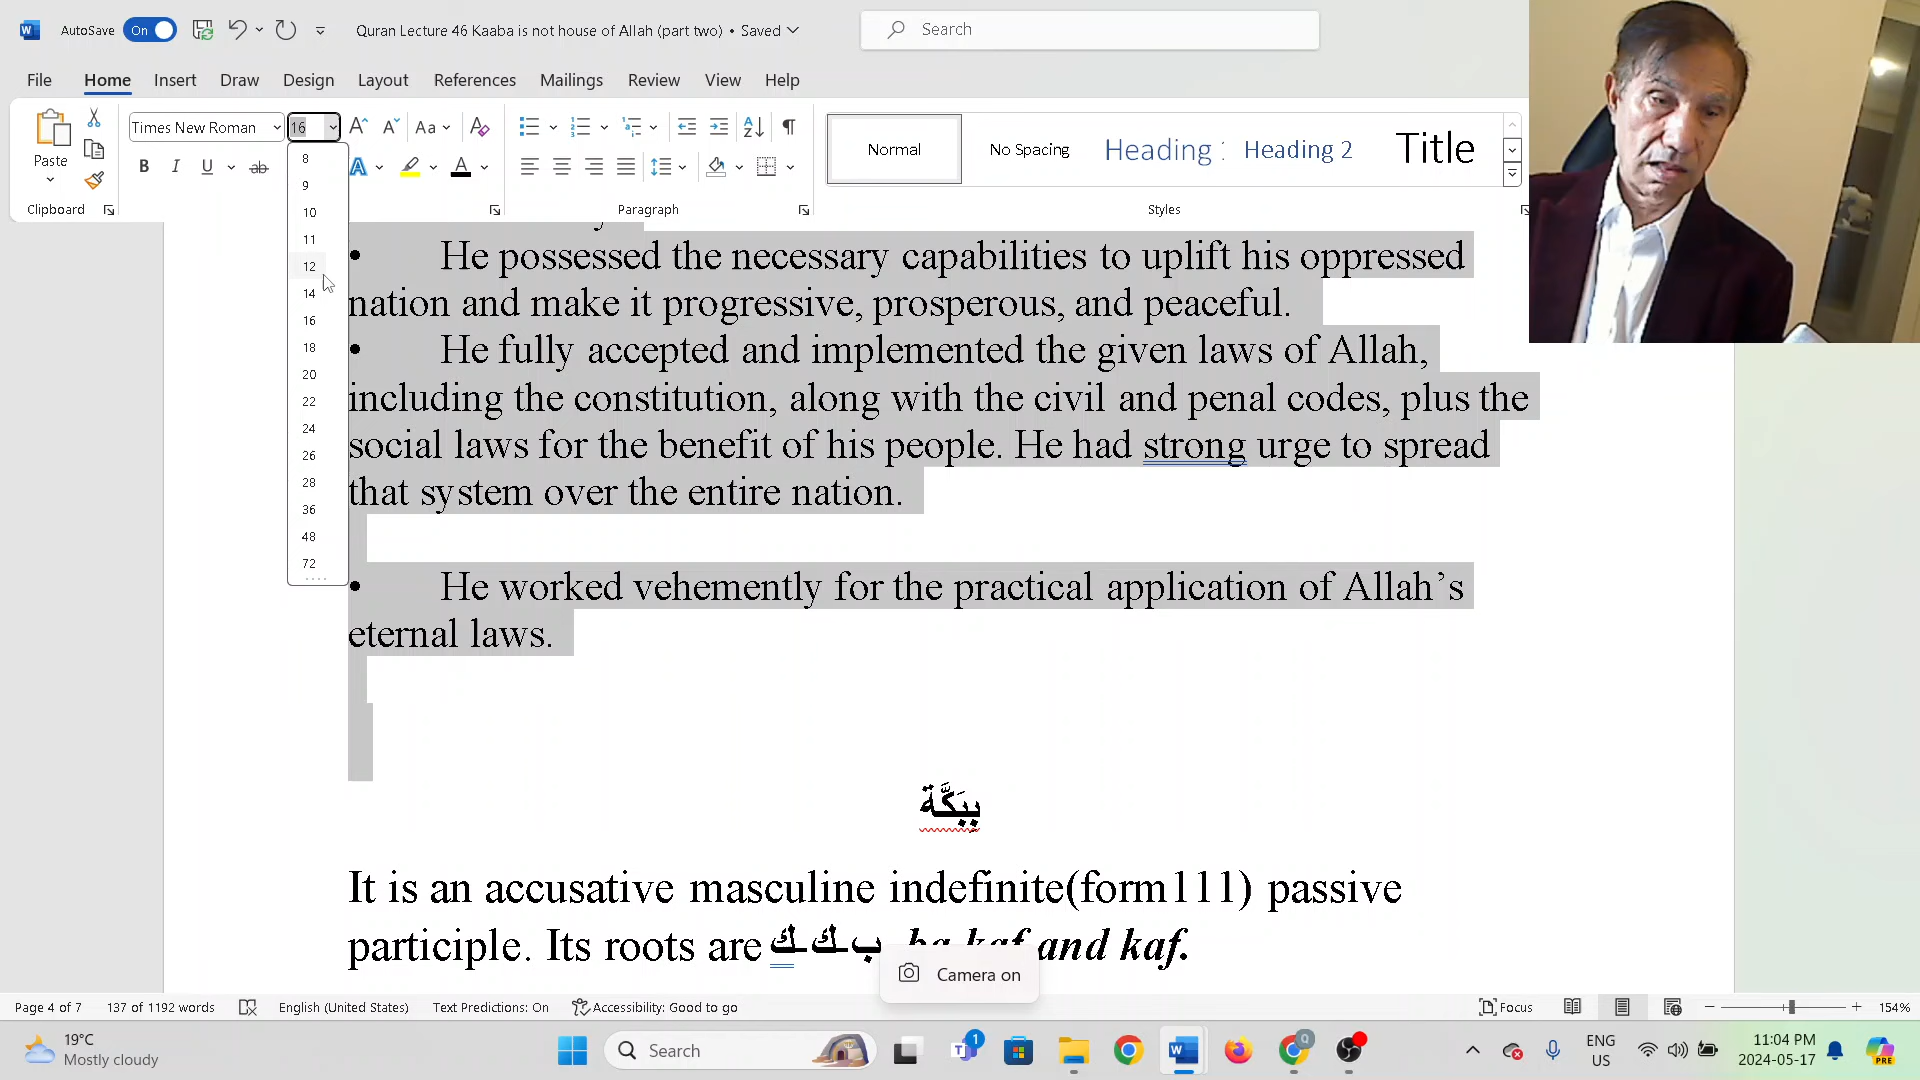 AutoSave On Quran Lecture 46 Kaaba is not house of Allah (part two) • Saved Search
File Home Insert Draw Design Layout References Mailings Review View Help
Paste
Clipboard
Times New Roman 16
Aa
B I U ab A A
8
9
10
11
12
14
16
18
20
22
24
26
28
36
48
72
Paragraph
Normal No Spacing Heading Heading 2 Title
Styles
• He possessed the necessary capabilities to uplift his oppressed
nation and make it progressive, prosperous, and peaceful.
• He fully accepted and implemented the given laws of Allah,
including the constitution, along with the civil and penal codes, plus the
social laws for the benefit of his people. He had strong urge to spread
that system over the entire nation.
• He worked vehemently for the practical application of Allah’s
eternal laws.
بِبَكَّة
It is an accusative masculine indefinite(form111) passive
participle. Its roots are ب-ك-ك ba kaf and kaf.
Camera on
Page 4 of 7 137 of 1192 words English (United States) Text Predictions: On Accessibility: Good to go Focus 154%
19°C
Mostly cloudy
Search
1
ENG
US
11:04 PM
2024-05-17
PRE